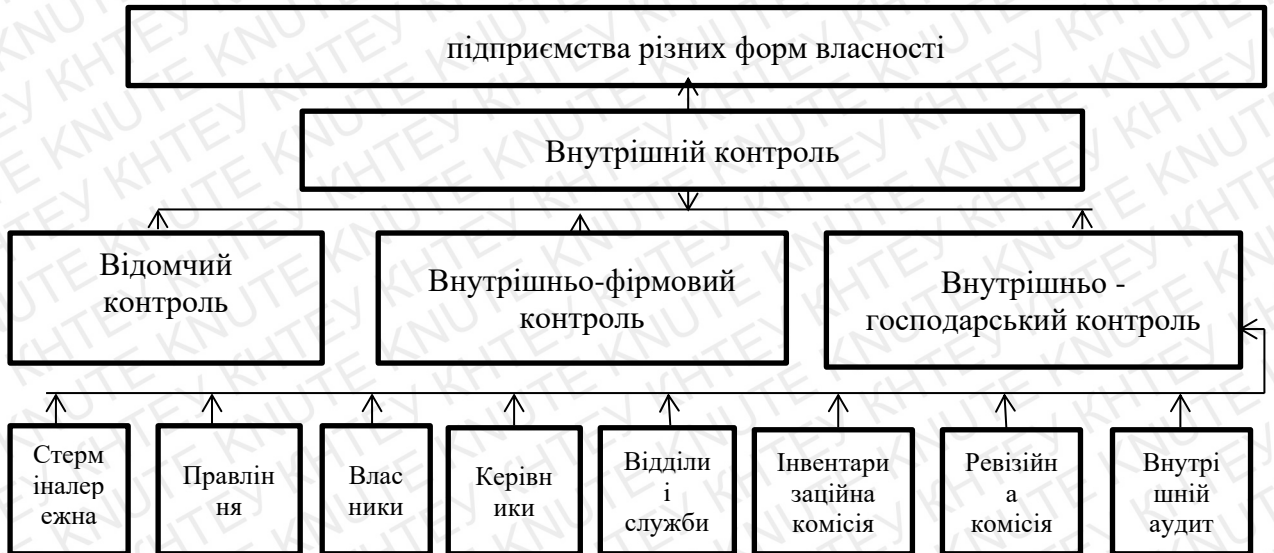 підприємства різних форм власності
Внутрішній контроль
Відомчий
контроль
Внутрішньо-фірмовий
контроль
Внутрішньо -
господарський контроль
Стерм
іналер
ежна
Правлін
ня
Влас
ники
Керівн
ики
Відділи
і
служби
Інвентари
заційна
комісія
Ревізійн
а
комісія
Внутрі
шній
аудит